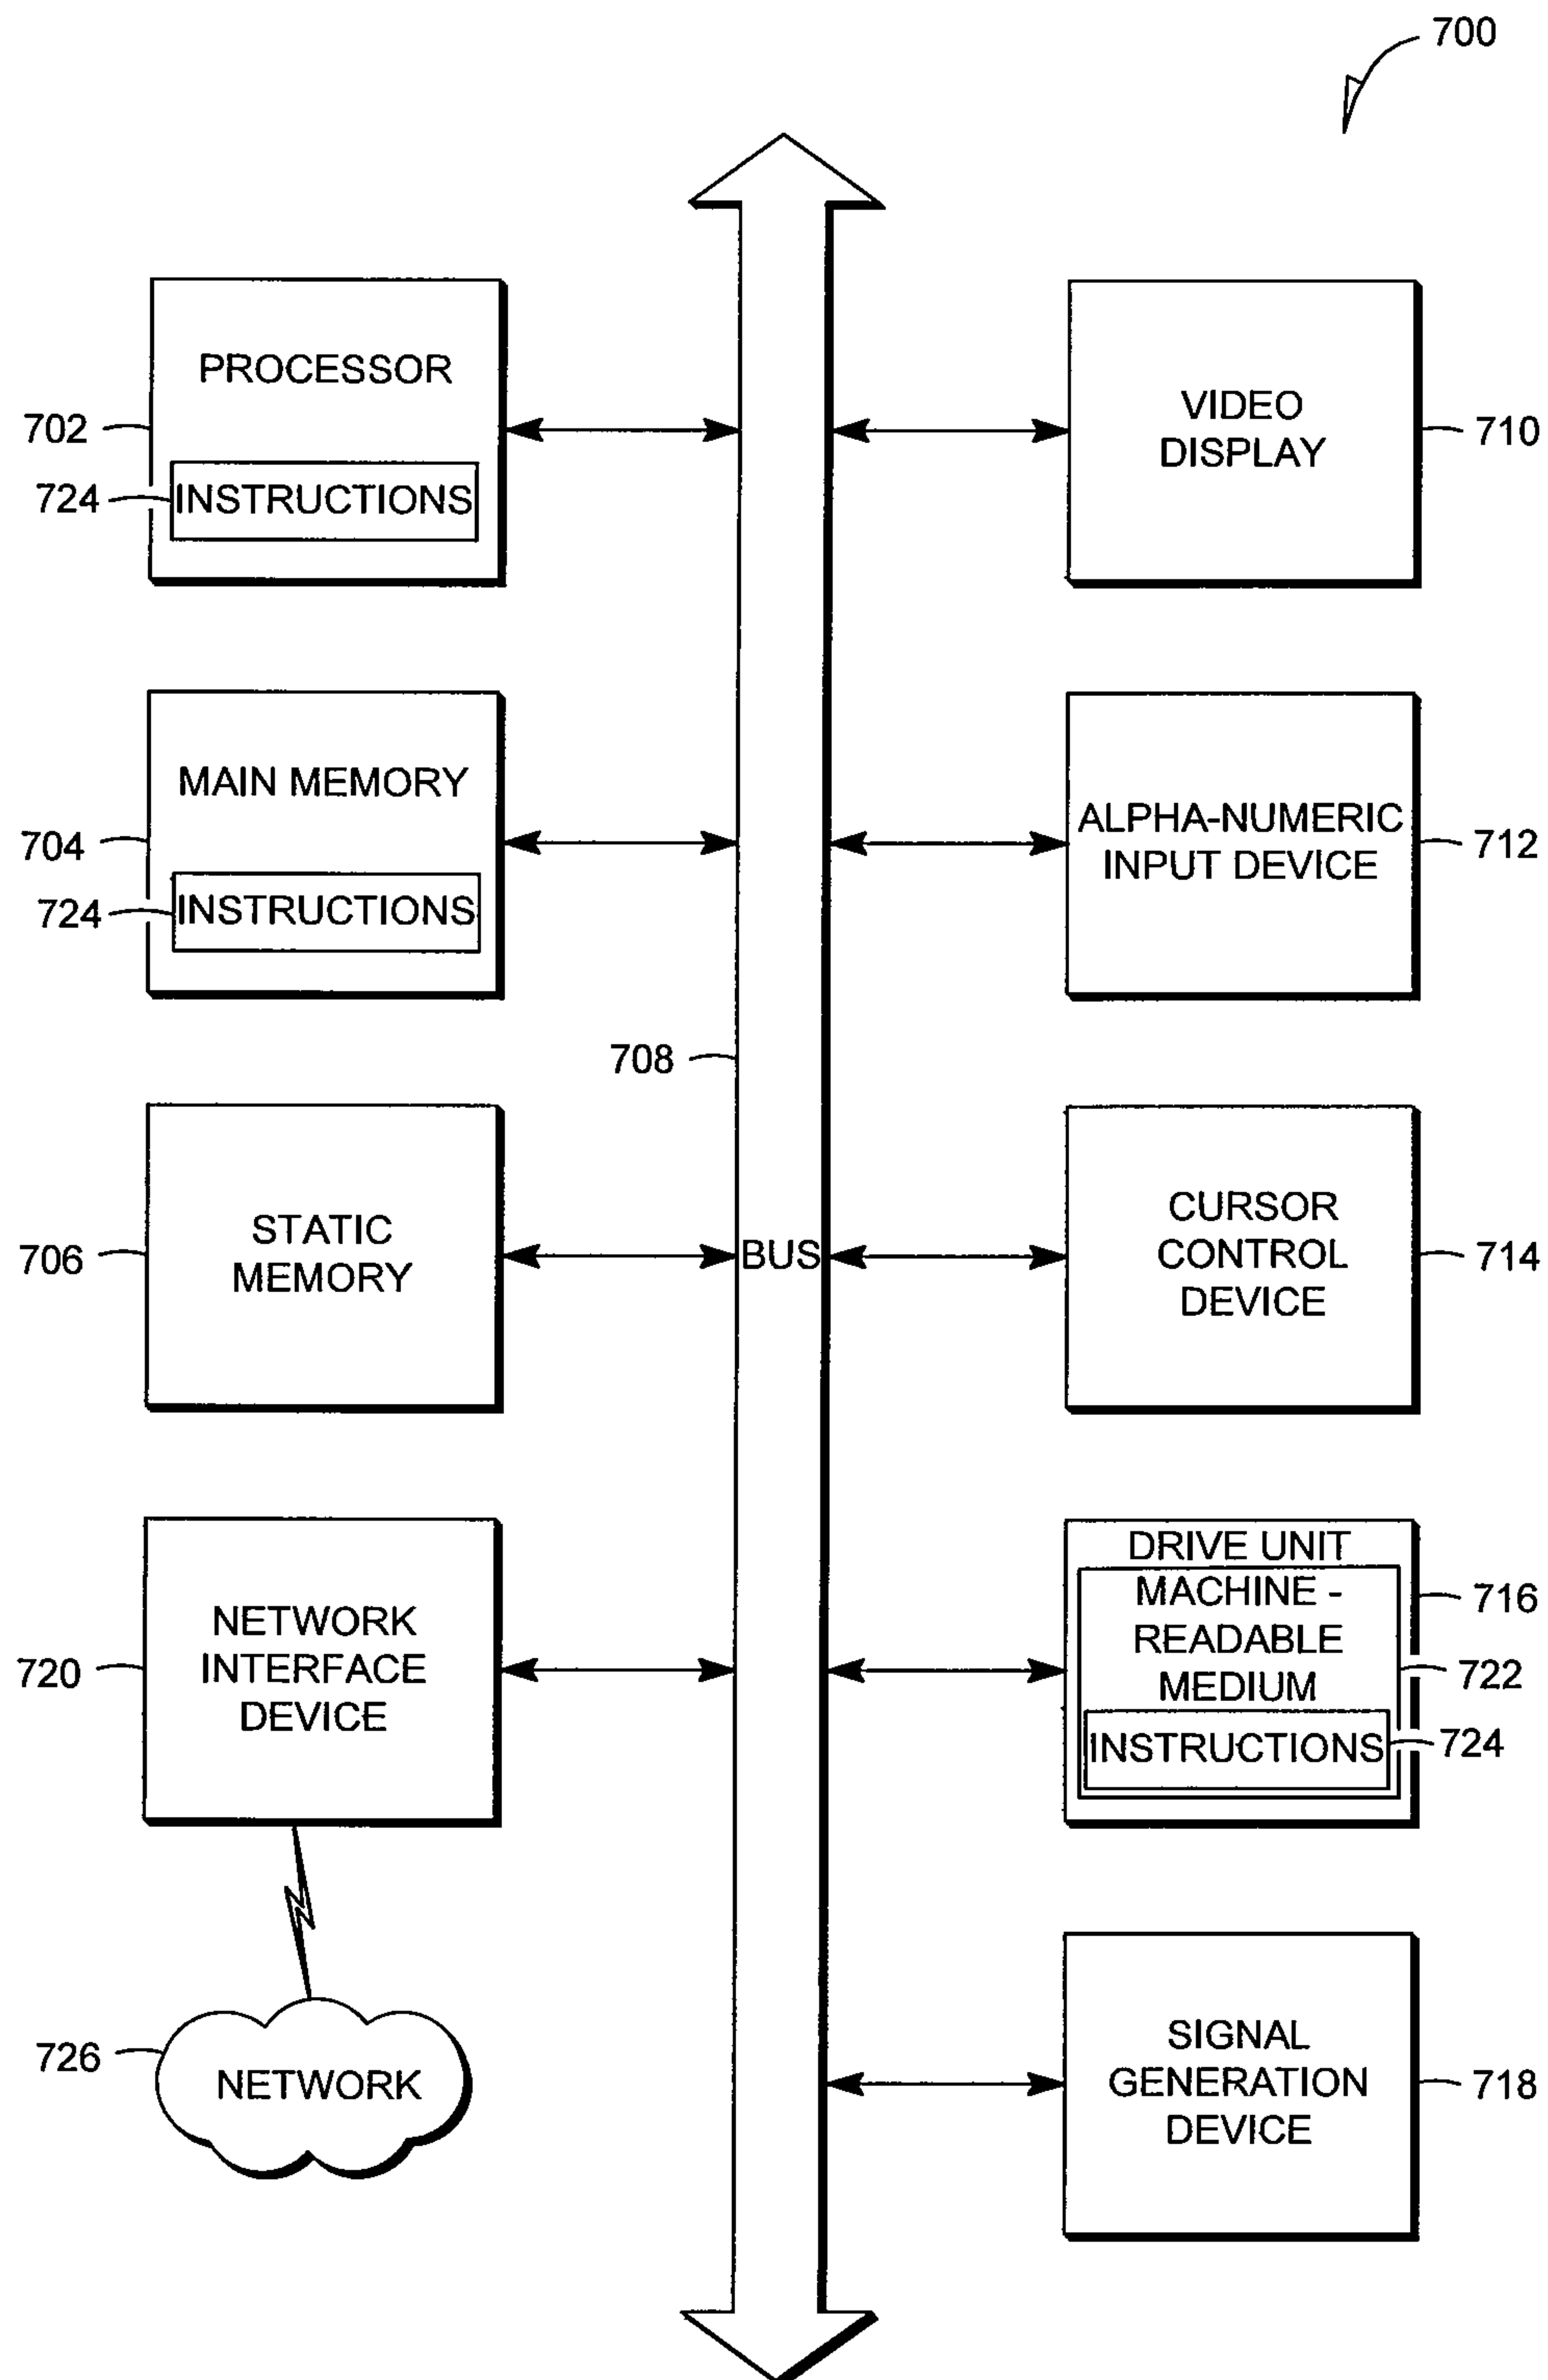 700
PROCESSOR
702
724
INSTRUCTIONS
VIDEO
DISPLAY
710
MAIN MEMORY
704
724
INSTRUCTIONS
ALPHA-NUMERIC
INPUT DEVICE
712
708
STATIC
MEMORY
706
BUS
CURSOR
CONTROL
DEVICE
714
NETWORK
INTERFACE
DEVICE
720
DRIVE UNIT
716
MACHINE -
READABLE
MEDIUM
722
INSTRUCTIONS
724
726
NETWORK
SIGNAL
GENERATION
DEVICE
718